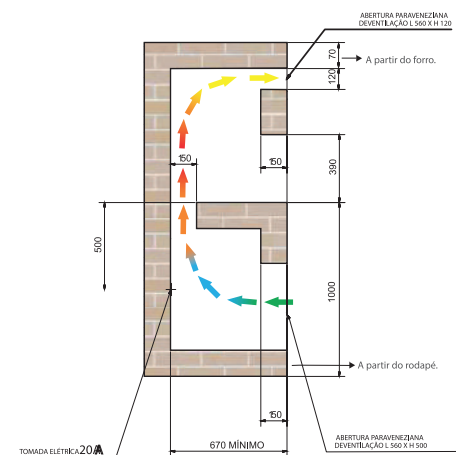 ABERTURA PARAVENEZIANA
DEVENTILAÇÃO L 560 X H 120
70
A partir do forro.
120
150
150
390
500
1000
A partir do rodapé.
150
670 MÍNIMO
TOMADA ELÉTRICA 20A
ABERTURA PARAVENEZIANA
DEVENTILAÇÃO L 560 X H 500